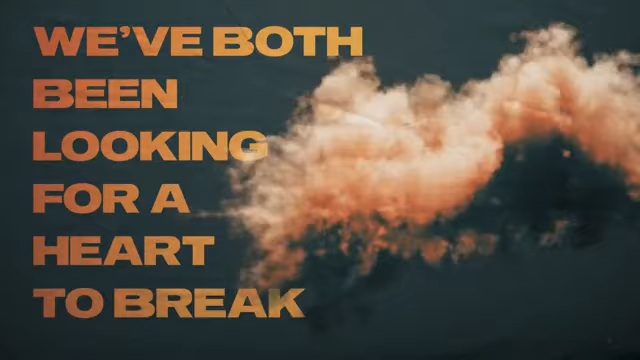 WE’VE BOTH
BEEN
LOOKING
FOR A
HEART
TO BREAK